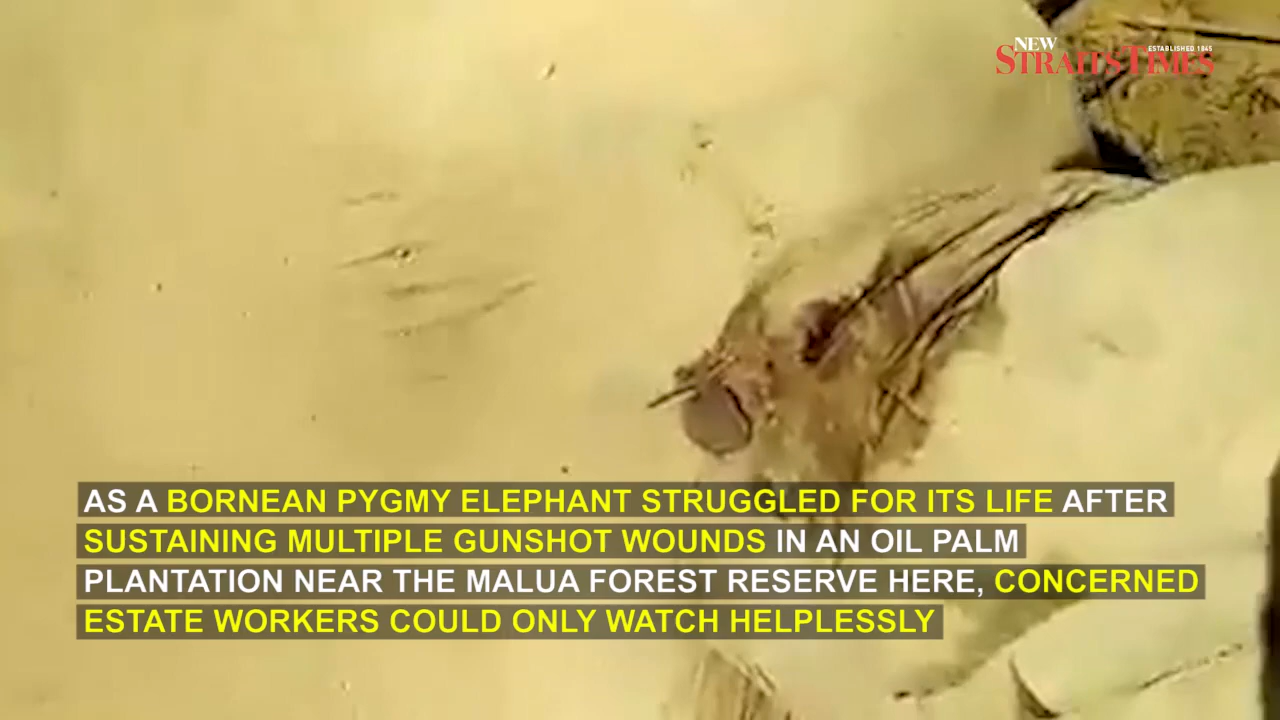 NEW
ESTABLISHED 1845
STRAITS TIMES
AS A BORNEAN PYGMY ELEPHANT STRUGGLED FOR ITS LIFE AFTER
SUSTAINING MULTIPLE GUNSHOT WOUNDS IN AN OIL PALM
PLANTATION NEAR THE MALUA FOREST RESERVE HERE, CONCERNED
ESTATE WORKERS COULD ONLY WATCH HELPLESSLY